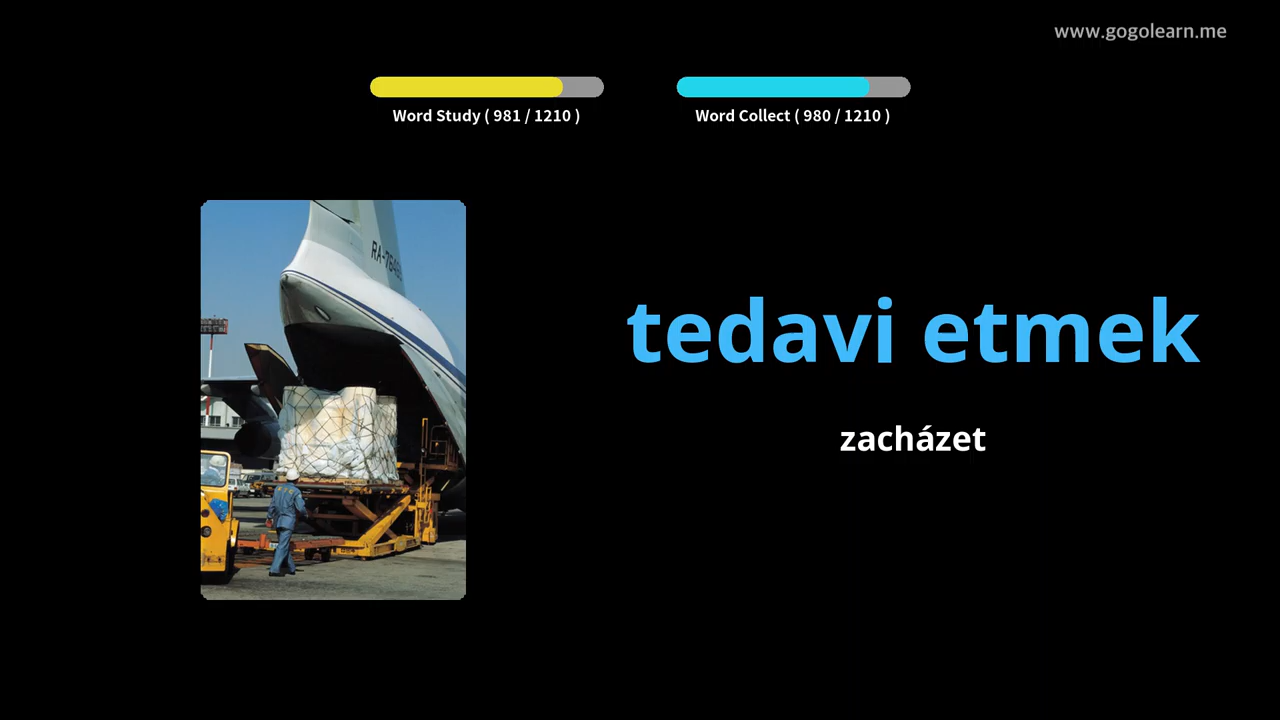 www.gogolearn.me
Word Study ( 981 / 1210 )
Word Collect ( 980 / 1210 )
tedavi etmek
zacházet